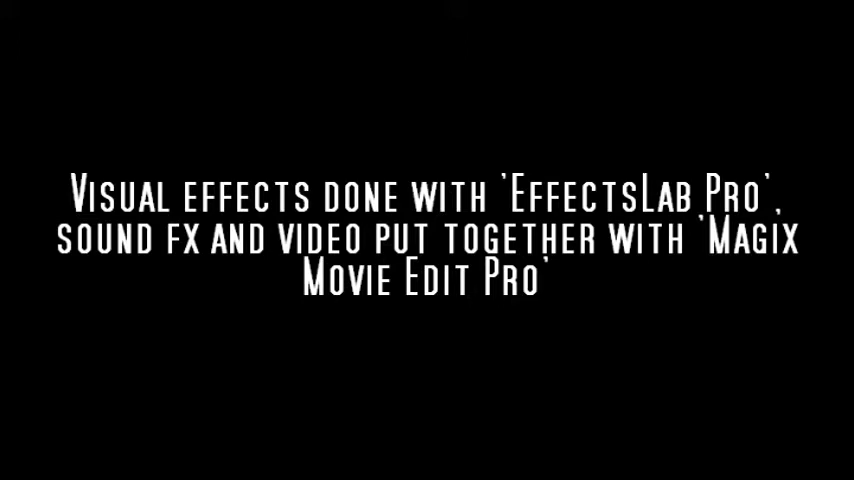 Visual effects done with 'EffectsLab Pro',
sound fx and video put together with 'Magix
Movie Edit Pro'